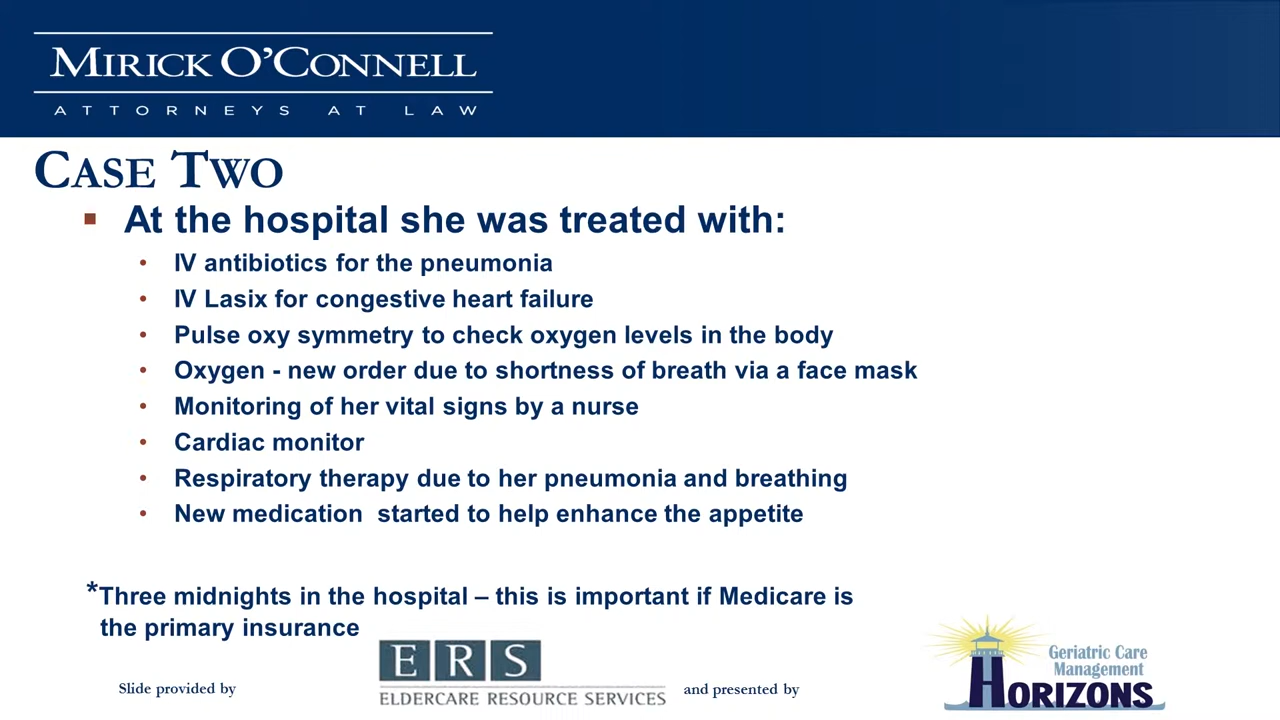 MIRICK O'CONNELL
ATTORNEYS AT LAW
CASE TWO
▪ At the hospital she was treated with:
• IV antibiotics for the pneumonia
• IV Lasix for congestive heart failure
• Pulse oxy symmetry to check oxygen levels in the body
• Oxygen - new order due to shortness of breath via a face mask
• Monitoring of her vital signs by a nurse
• Cardiac monitor
• Respiratory therapy due to her pneumonia and breathing
• New medication  started to help enhance the appetite
*Three midnights in the hospital – this is important if Medicare is
the primary insurance
Slide provided by
ERS
ELDERCARE RESOURCE SERVICES
and presented by
Geriatric Care
Management
HORIZONS